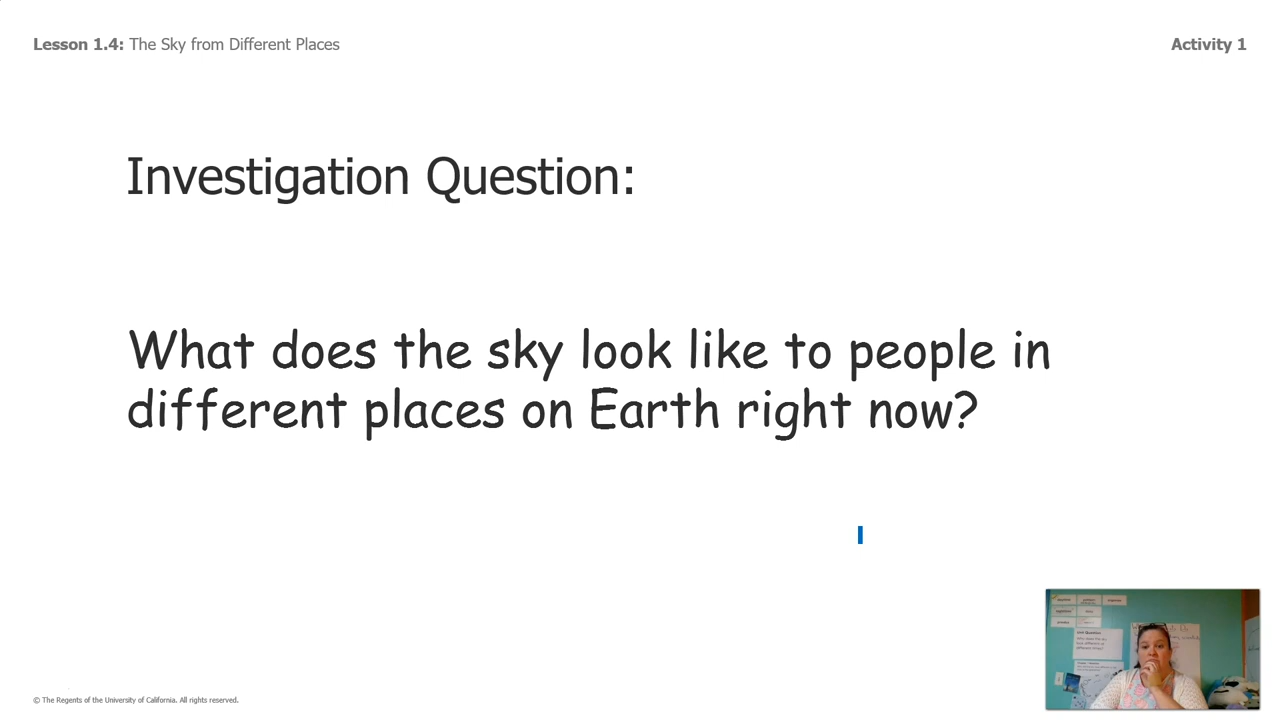 Lesson 1.4: The Sky from Different Places
Activity 1
Investigation Question:
What does the sky look like to people in
different places on Earth right now?
© The Regents of the University of California. All rights reserved.